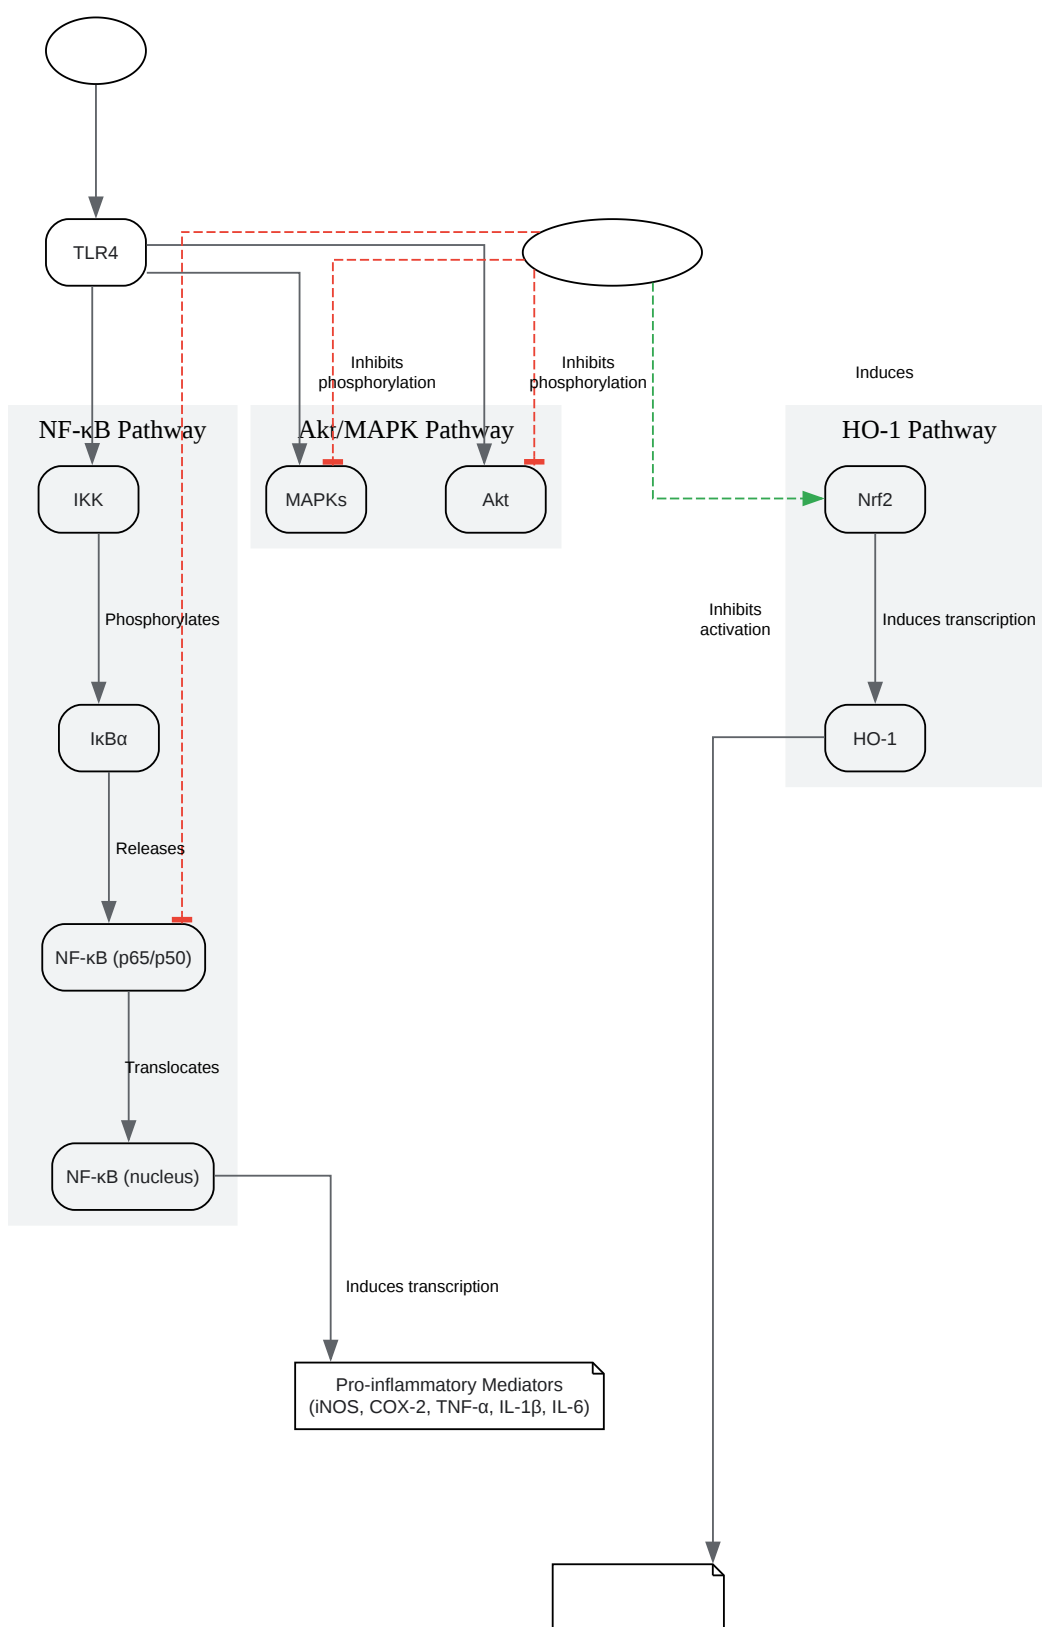 TLR4
Inhibits
phosphorylation
Inhibits
phosphorylation
Induces
NF-κB Pathway
Akt/MAPK Pathway
HO-1 Pathway
IKK
MAPKs
Akt
Nrf2
Phosphorylates
Inhibits
activation
Induces transcription
IκBα
HO-1
Releases
NF-κB (p65/p50)
Translocates
NF-κB (nucleus)
Induces transcription
Pro-inflammatory Mediators
(iNOS, COX-2, TNF-α, IL-1β, IL-6)